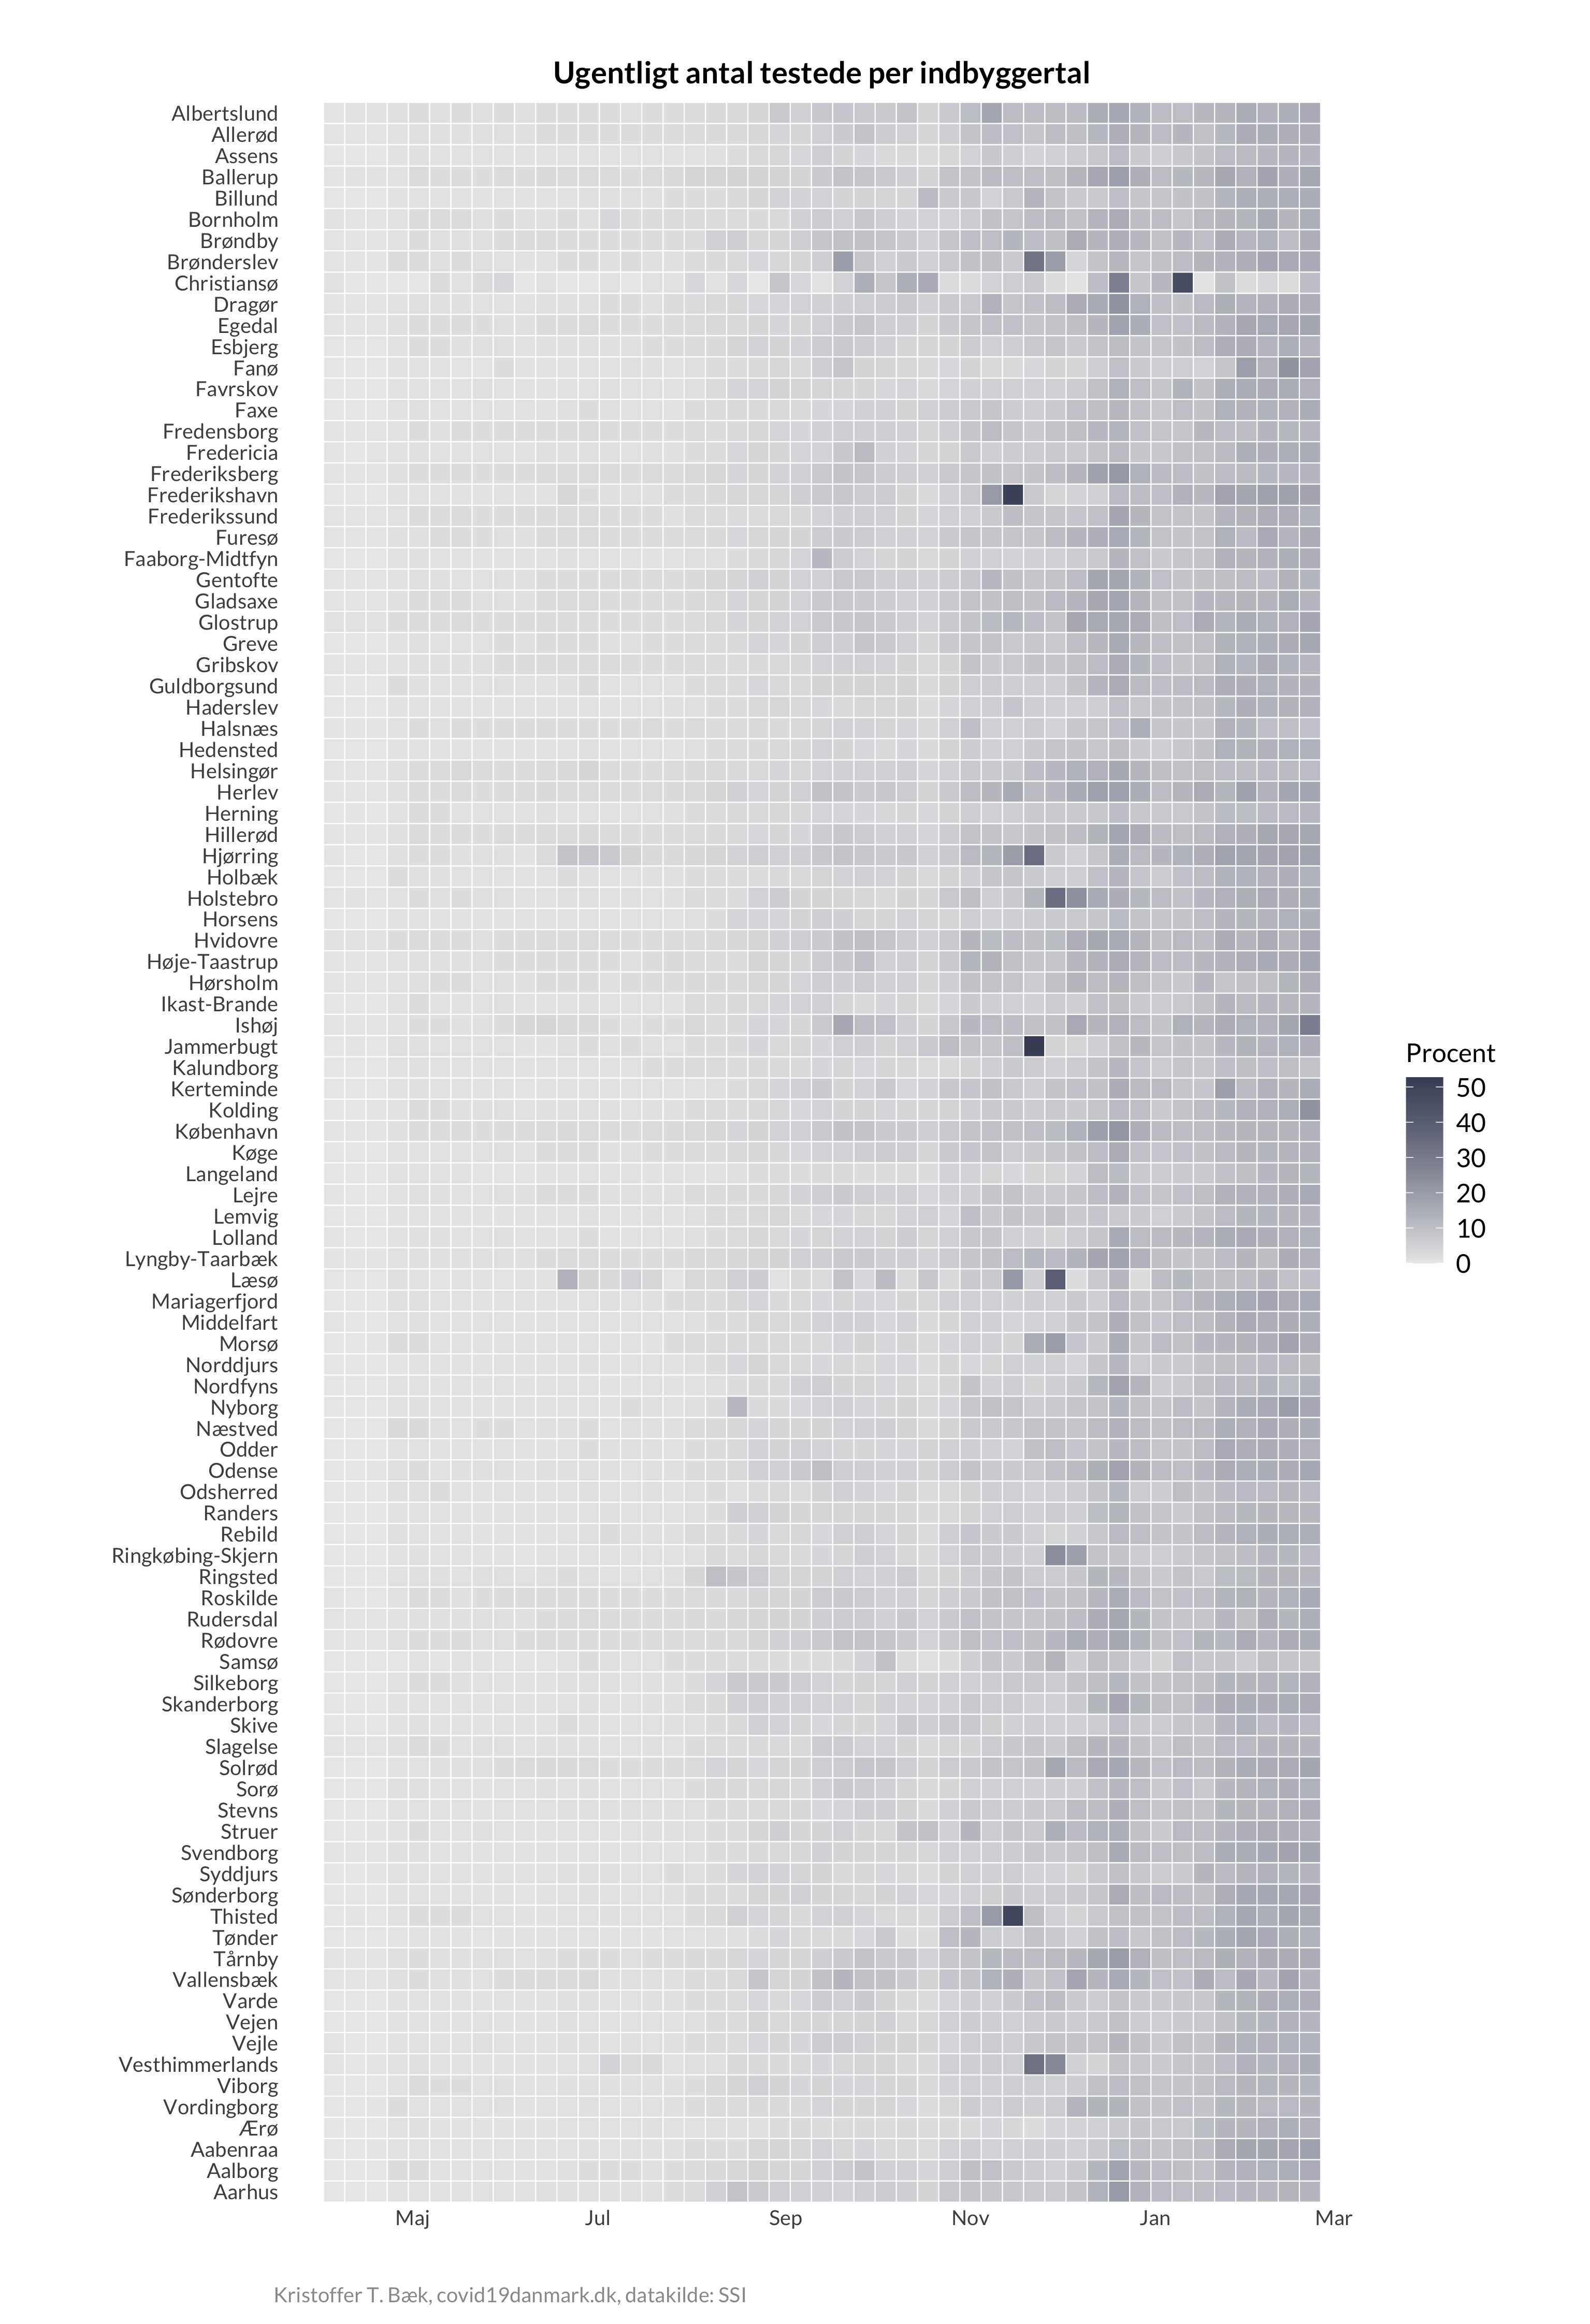 Ugentligt antal testede per indbyggertal
Albertslund
Allerød
Assens
Ballerup
Billund
Bornholm
Brøndby
Brønderslev
Christiansø
Dragør
Egedal
Esbjerg
Fanø
Favrskov
Faxe
Fredensborg
Fredericia
Frederiksberg
Frederikshavn
Frederikssund
Furesø
Faaborg-Midtfyn
Gentofte
Gladsaxe
Glostrup
Greve
Gribskov
Guldborgsund
Haderslev
Halsnæs
Hedensted
Helsingør
Herlev
Herning
Hillerød
Hjørring
Holbæk
Holstebro
Horsens
Hvidovre
Høje-Taastrup
Hørsholm
Ikast-Brande
Ishøj
Jammerbugt
Kalundborg
Kerteminde
Kolding
København
Køge
Langeland
Lejre
Lemvig
Lolland
Lyngby-Taarbæk
Læsø
Mariagerfjord
Middelfart
Morsø
Norddjurs
Nordfyns
Nyborg
Næstved
Odder
Odense
Odsherred
Randers
Rebild
Ringkøbing-Skjern
Ringsted
Roskilde
Rudersdal
Rødovre
Samsø
Silkeborg
Skanderborg
Skive
Slagelse
Solrød
Sorø
Stevns
Struer
Svendborg
Syddjurs
Sønderborg
Thisted
Tønder
Tårnby
Vallensbæk
Varde
Vejen
Vejle
Vesthimmerlands
Viborg
Vordingborg
Ærø
Aabenraa
Aalborg
Aarhus
Maj Jul Sep Nov Jan Mar
Procent
50
40
30
20
10
0
Kristoffer T. Bæk, covid19danmark.dk, datakilde: SSI